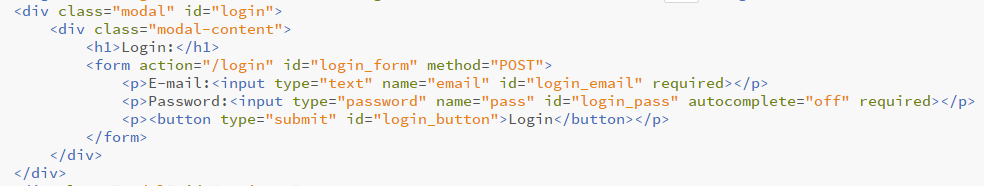 <div class="modal" id="login">
<div class="modal-content">
<h1>Login:</h1>
<form action="/login" id="login_form" method="POST">
<p>E-mail:<input type="text" name="email" id="login_email" required></p>
<p>Password:<input type="password" name="pass" id="login_pass" autocomplete="off" required></p>
<p><button type="submit" id="login_button">Login</button></p>
</form>
</div>
</div>